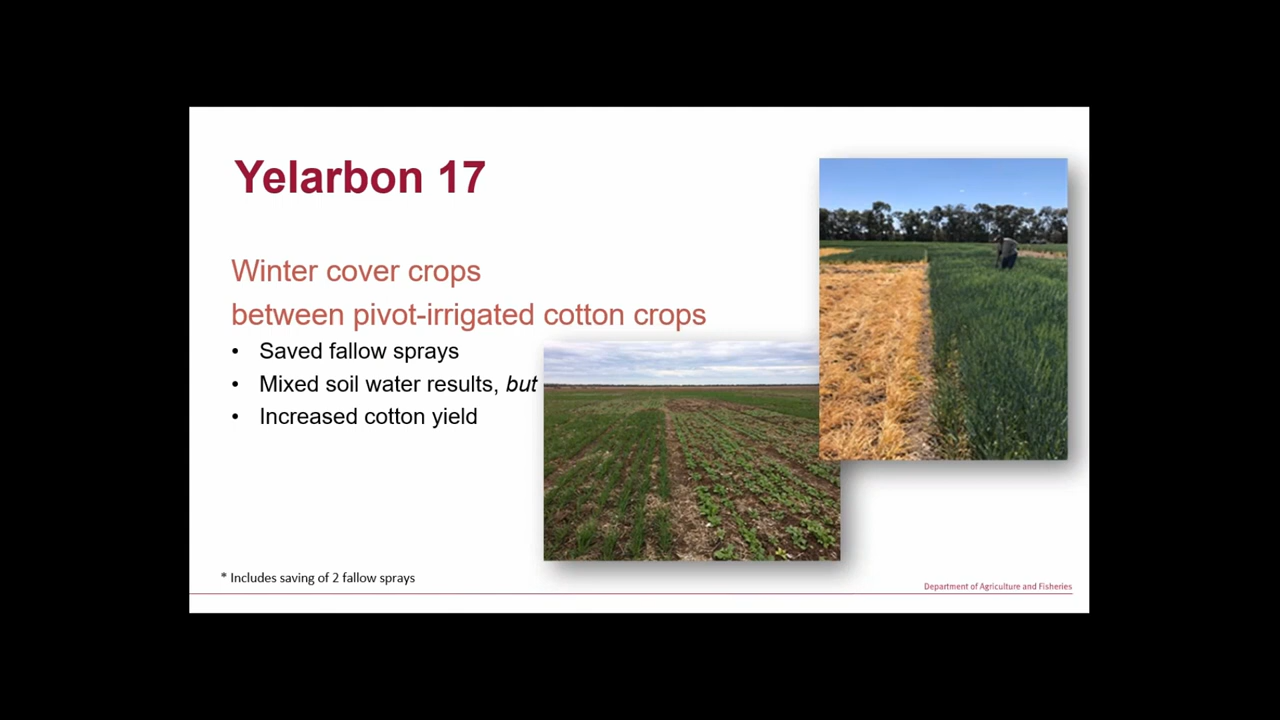 Yelarbon 17
Winter cover crops
between pivot-irrigated cotton crops
• Saved fallow sprays
• Mixed soil water results, but
• Increased cotton yield
* Includes saving of 2 fallow sprays
Department of Agriculture and Fisheries